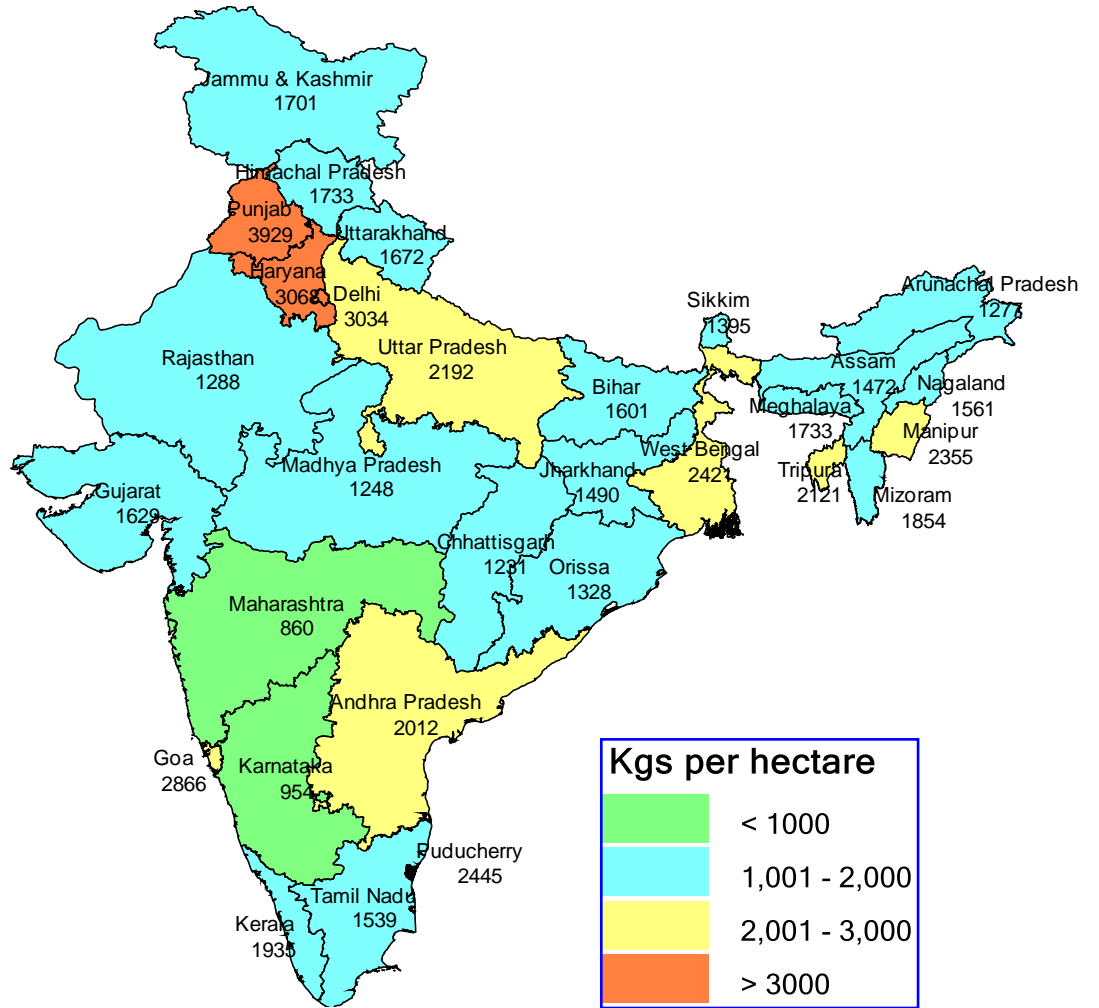 Jammu & Kashmir
1701
Himachal Pradesh
1733
Punjab
3929
Uttarakhand
1672
Haryana
3068
Delhi
3034
Sikkim
1395
Arunachal Pradesh
1277
Rajasthan
1288
Uttar Pradesh
2192
Bihar
1601
Assam
1472
Nagaland
1561
Meghalaya
1733
Manipur
2355
West Bengal
2421
Tripura
2121
Mizoram
1854
Madhya Pradesh
1248
Jharkhand
1490
Gujarat
1629
Chhattisgarh
1231
Orissa
1328
Maharashtra
860
Andhra Pradesh
2012
Goa
2866
Karnataka
954
Puducherry
2445
Tamil Nadu
1539
Kerala
1935
Kgs per hectare
< 1000
1,001 - 2,000
2,001 - 3,000
> 3000